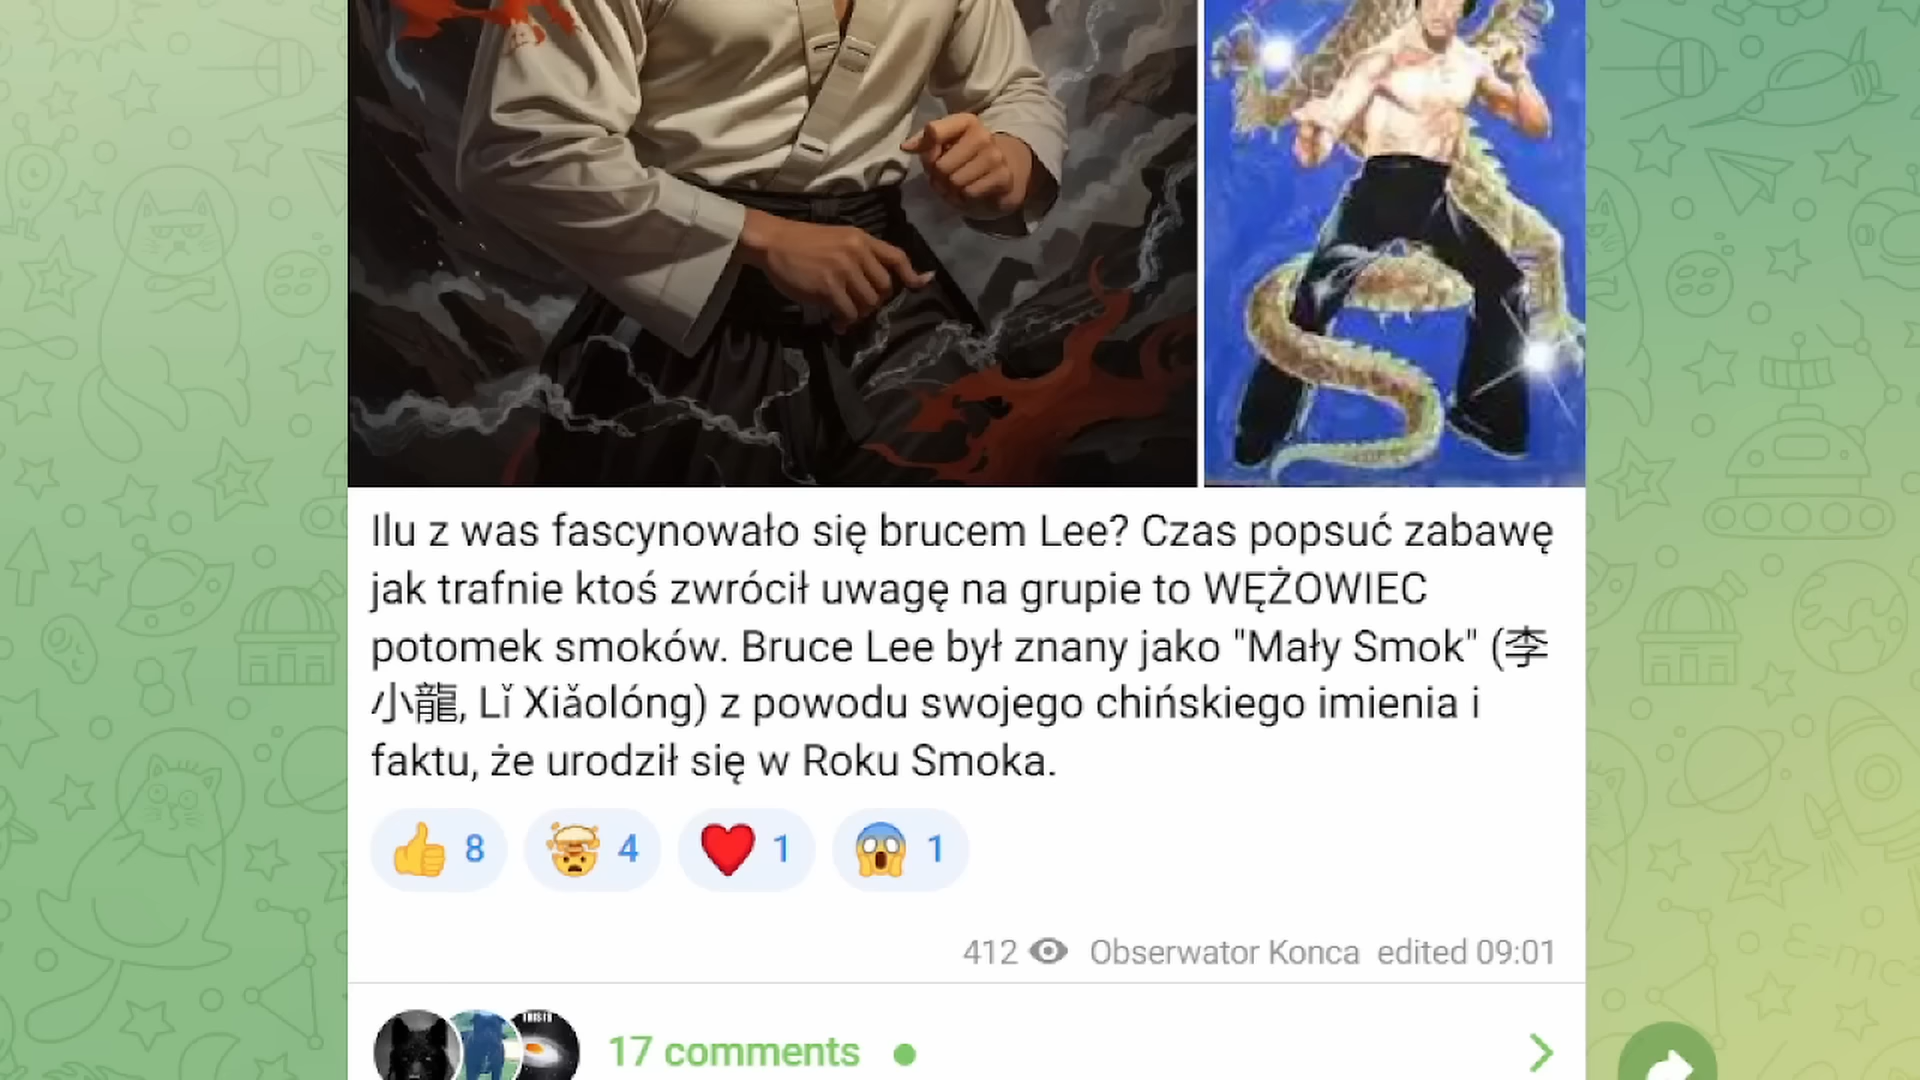 Ilu z was fascynowało się brucem Lee? Czas popsuć zabawę
jak trafnie ktoś zwrócił uwagę na grupie to WĘŻOWIEC
potomek smoków. Bruce Lee był znany jako "Mały Smok" (李
小龍, Lǐ Xiǎolóng) z powodu swojego chińskiego imienia i
faktu, że urodził się w Roku Smoka.
8 4 1 1
412 Obserwator Konca edited 09:01
17 comments